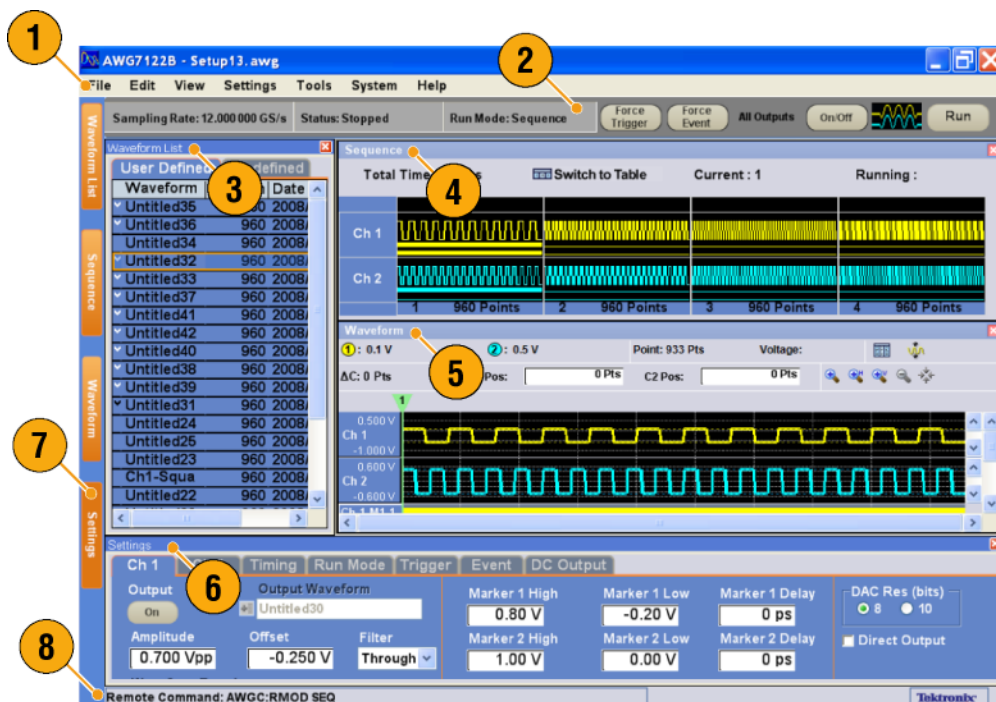 1
AWG7122B - Setup13.awg
2
File Edit View Settings Tools System Help
Sampling Rate: 12.000 000 GS/s Status: Stopped Run Mode: Sequence Force Trigger Force Event All Outputs On/Off Run
Waveform List
Sequence
Waveform
7
Settings
Waveform List
3
User Defined
Waveform Date
Untitled35 960 2008/
Untitled36 960 2008/
Untitled34 960 2008/
Untitled32 960 2008/
Untitled33 960 2008/
Untitled37 960 2008/
Untitled41 960 2008/
Untitled42 960 2008/
Untitled40 960 2008/
Untitled38 960 2008/
Untitled39 960 2008/
Untitled31 960 2008/
Untitled24 960 2008/
Untitled25 960 2008/
Untitled23 960 2008/
Ch1-Squa 960 2008/
Untitled22 960 2008/
Sequence
4
Total Switch to Table Current : 1 Running :
Ch 1
Ch 2
1 960 Points 2 960 Points 3 960 Points 4 960 Points
Waveform
5
1 : 0.1 V 2 : 0.5 V Point: 933 Pts Voltage:
ΔC: 0 Pts Pos: 0 Pts C2 Pos: 0 Pts
1
0.500 V
Ch 1
-1.000 V
0.600 V
Ch 2
-0.600 V
Ch 1 M1 1
Settings
6
Ch 1 Timing Run Mode Trigger Event DC Output
Output Output Waveform
On Untitled30
Amplitude Offset Filter
0.700 Vpp -0.250 V Through
Marker 1 High Marker 1 Low Marker 1 Delay
0.80 V -0.20 V 0 ps
Marker 2 High Marker 2 Low Marker 2 Delay
1.00 V 0.00 V 0 ps
DAC Res (bits)
8 10
Direct Output
8
Remote Command: AWGC:RMOD SEQ
Tektronix